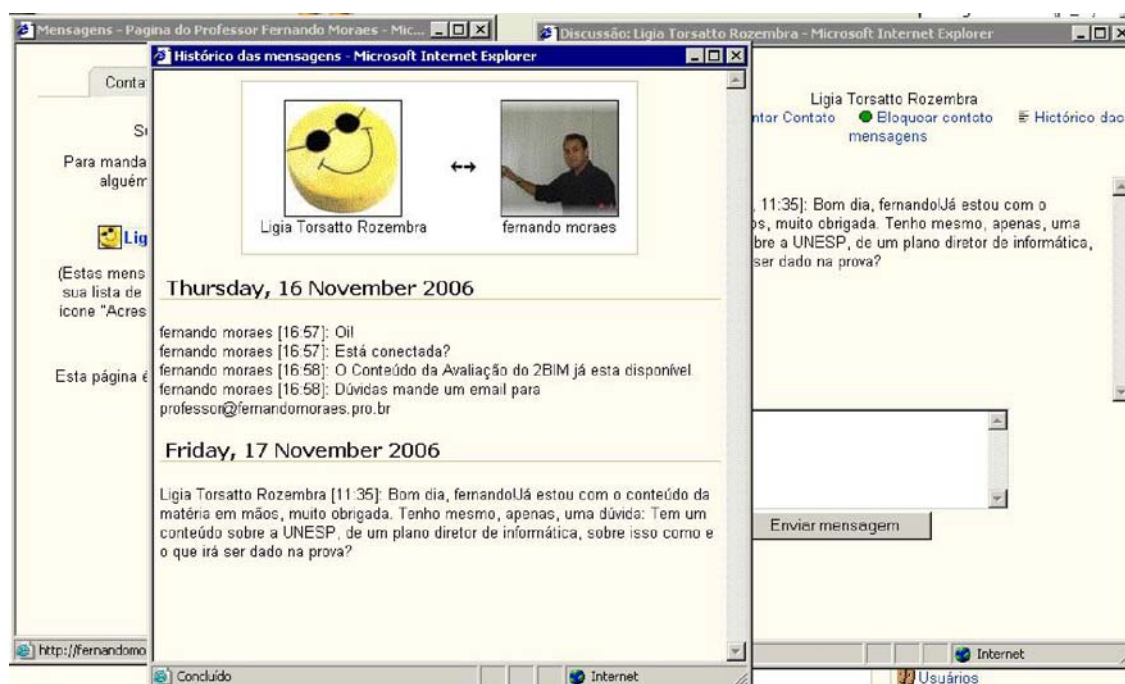 Mensagens - Pagina do Professor Fernando Moraes - Mic...
Discussão: Ligia Torsatto Rozembra - Microsoft Internet Explorer
Histórico das mensagens - Microsoft Internet Explorer
Ligia Torsatto Rozembra
fernando moraes
Thursday, 16 November 2006
fernando moraes [16:57]: Oi!
fernando moraes [16:57]: Está conectada?
fernando moraes [16:58]: O Conteúdo da Avaliação do 2BIM já esta disponível.
fernando moraes [16:58]: Dúvidas mande um email para
professor@fernandomoraes.pro.br
Friday, 17 November 2006
Ligia Torsatto Rozembra [11:35]: Bom dia, fernando!Já estou com o conteúdo da
matéria em mãos, muito obrigada. Tenho mesmo, apenas, uma dúvida: Tem um
conteúdo sobre a UNESP, de um plano diretor de informática, sobre isso como e
o que irá ser dado na prova?
Concluído
Internet
Conta
Para manda
alguém
Lig
(Estas mens
sua lista de
icone "Acres
Esta página é
http://fernandomo
Ligia Torsatto Rozembra
ntar Contato Bloquear contato Histórico das
mensagens
, 11:35]: Bom dia, fernando!Já estou com o
os, muito obrigada. Tenho mesmo, apenas, uma
bre a UNESP, de um plano diretor de informática,
ser dado na prova?
Enviar mensagem
Internet
Usuários